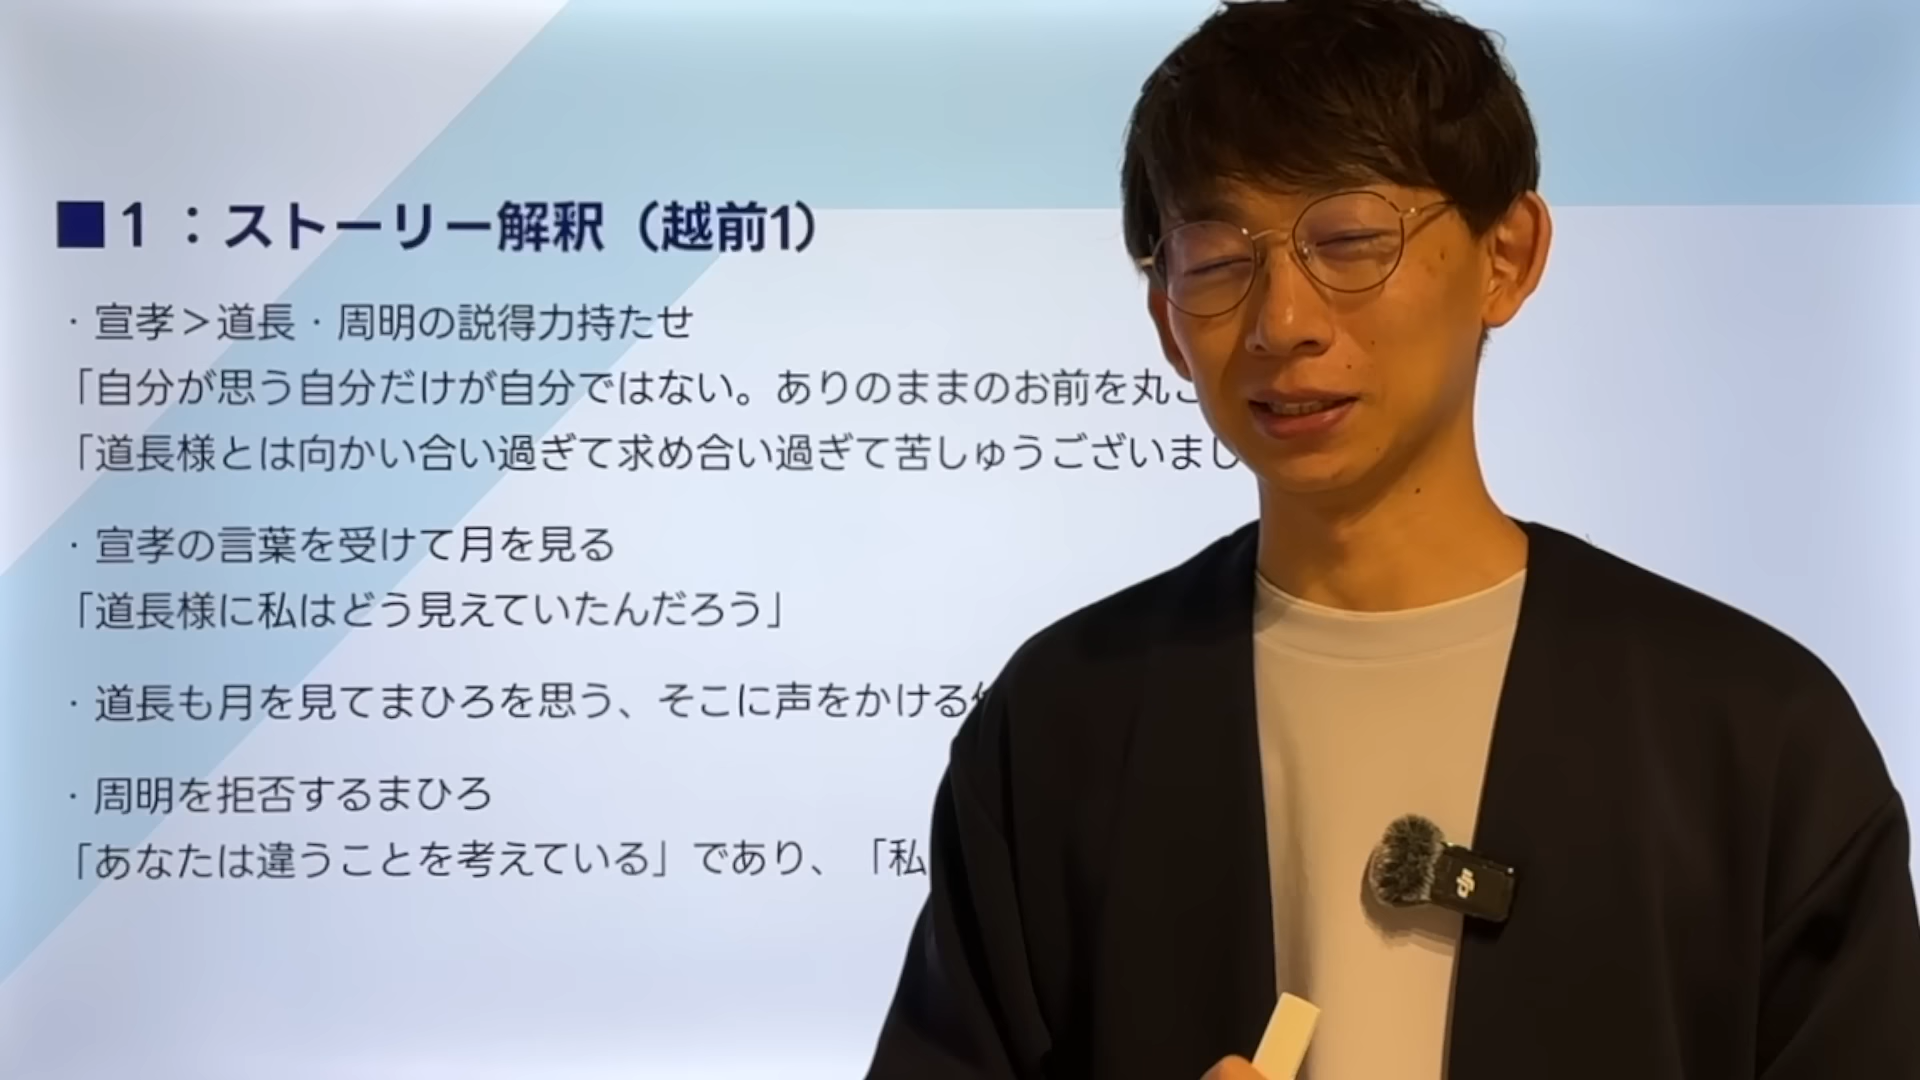 ■1：ストーリー解釈（越前1）
・宣孝＞道長・周明の説得力持たせ
「自分が思う自分だけが自分ではない。ありのままのお前を丸ご
「道長様とは向かい合い過ぎて求め合い過ぎて苦しゅうございまし
・宣孝の言葉を受けて月を見る
「道長様に私はどう見えていたんだろう」
・道長も月を見てまひろを思う、そこに声をかける
・周明を拒否するまひろ
「あなたは違うことを考えている」であり、「私
dji